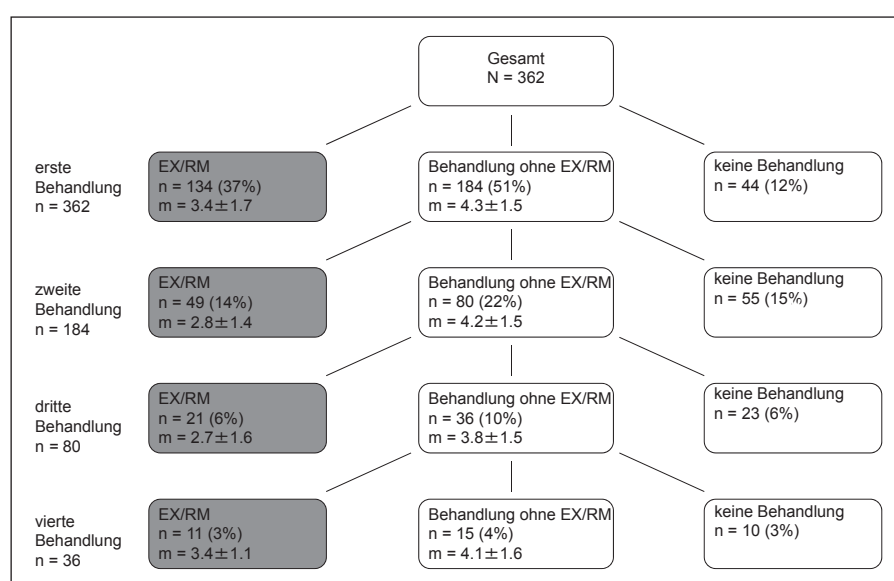 Gesamt
N = 362
erste
Behandlung
n = 362
EX/RM
n = 134 (37%)
m = 3.4±1.7
Behandlung ohne EX/RM
n = 184 (51%)
m = 4.3±1.5
keine Behandlung
n = 44 (12%)
zweite
Behandlung
n = 184
EX/RM
n = 49 (14%)
m = 2.8±1.4
Behandlung ohne EX/RM
n = 80 (22%)
m = 4.2±1.5
keine Behandlung
n = 55 (15%)
dritte
Behandlung
n = 80
EX/RM
n = 21 (6%)
m = 2.7±1.6
Behandlung ohne EX/RM
n = 36 (10%)
m = 3.8±1.5
keine Behandlung
n = 23 (6%)
vierte
Behandlung
n = 36
EX/RM
n = 11 (3%)
m = 3.4±1.1
Behandlung ohne EX/RM
n = 15 (4%)
m = 4.1±1.6
keine Behandlung
n = 10 (3%)